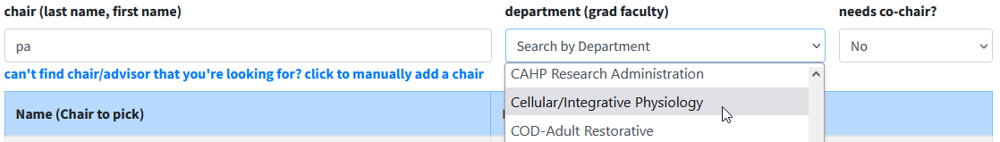 chair (last name, first name)
department (grad faculty)
needs co-chair?
pa
Search by Department
No
can't find chair/advisor that you're looking for? click to manually add a chair
CAHP Research Administration
Cellular/Integrative Physiology
COD-Adult Restorative
Name (Chair to pick)